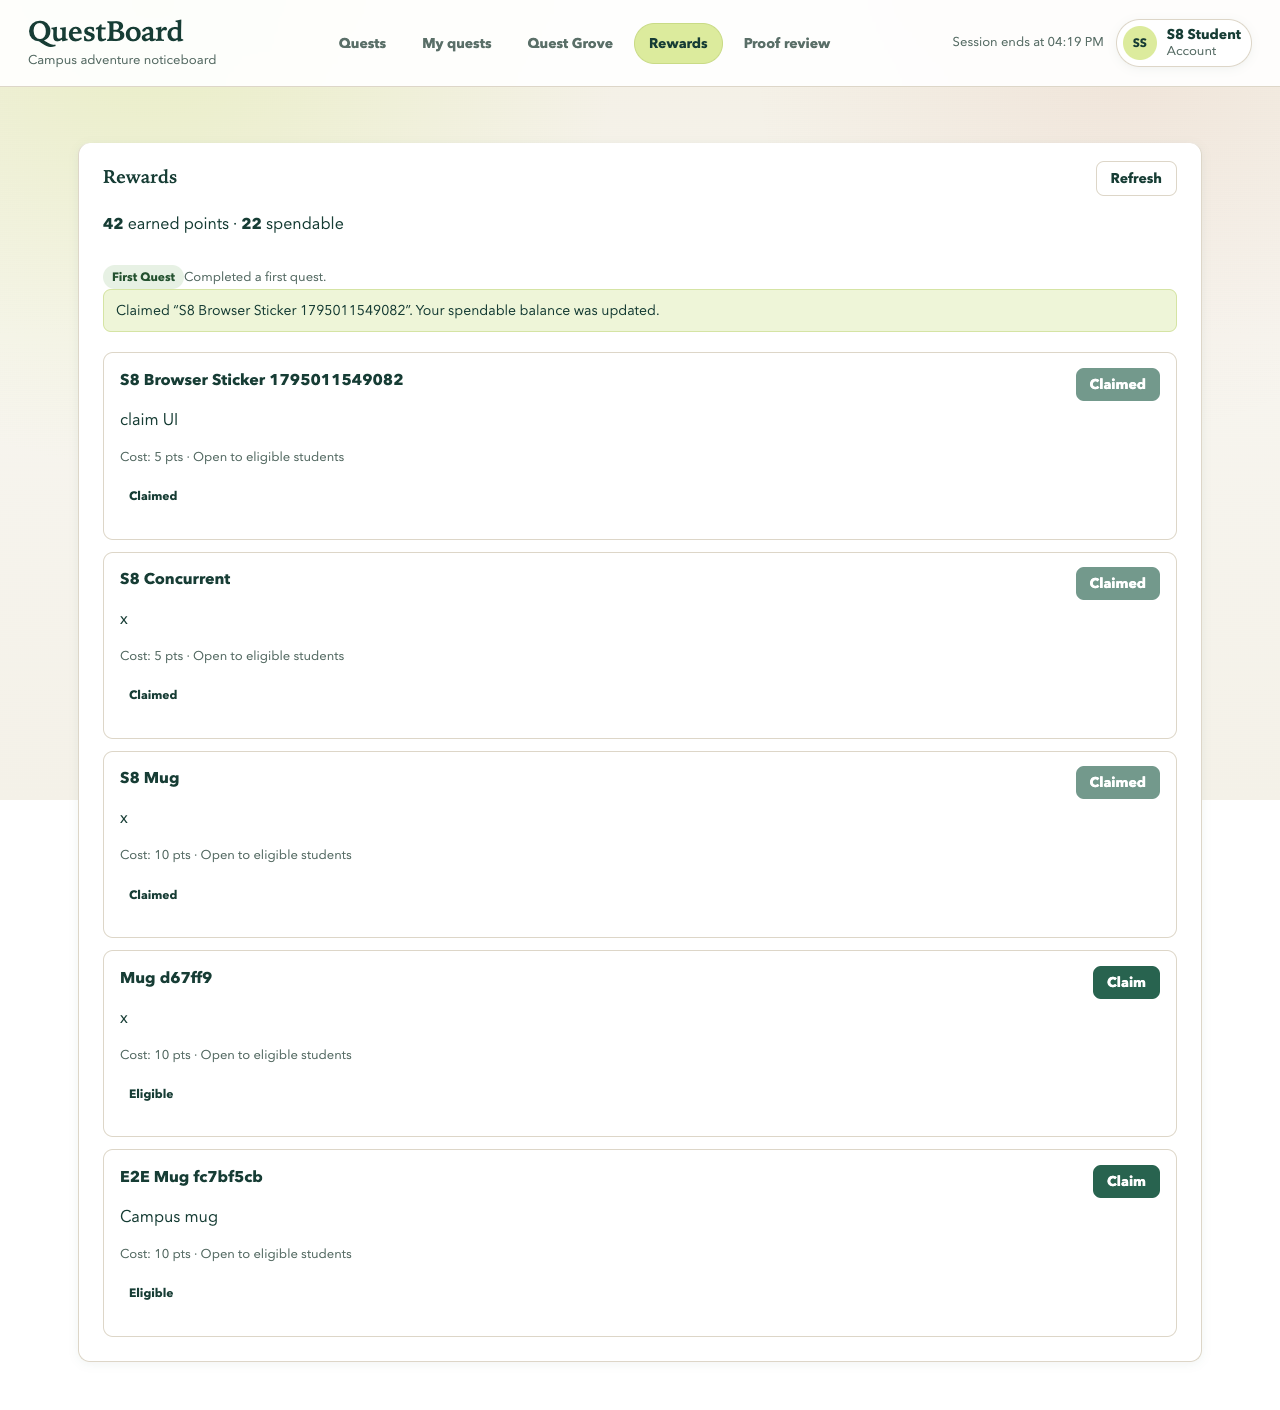 QuestBoard
Campus adventure noticeboard
Quests
My quests
Quest Grove
Rewards
Proof review
Session ends at 04:19 PM
SS
S8 Student
Account
Rewards
Refresh
42 earned points · 22 spendable
First Quest Completed a first quest.
Claimed “S8 Browser Sticker 1795011549082”. Your spendable balance was updated.
S8 Browser Sticker 1795011549082
Claimed
claim UI
Cost: 5 pts · Open to eligible students
Claimed
S8 Concurrent
Claimed
x
Cost: 5 pts · Open to eligible students
Claimed
S8 Mug
Claimed
x
Cost: 10 pts · Open to eligible students
Claimed
Mug d67ff9
Claim
x
Cost: 10 pts · Open to eligible students
Eligible
E2E Mug fc7bf5cb
Claim
Campus mug
Cost: 10 pts · Open to eligible students
Eligible